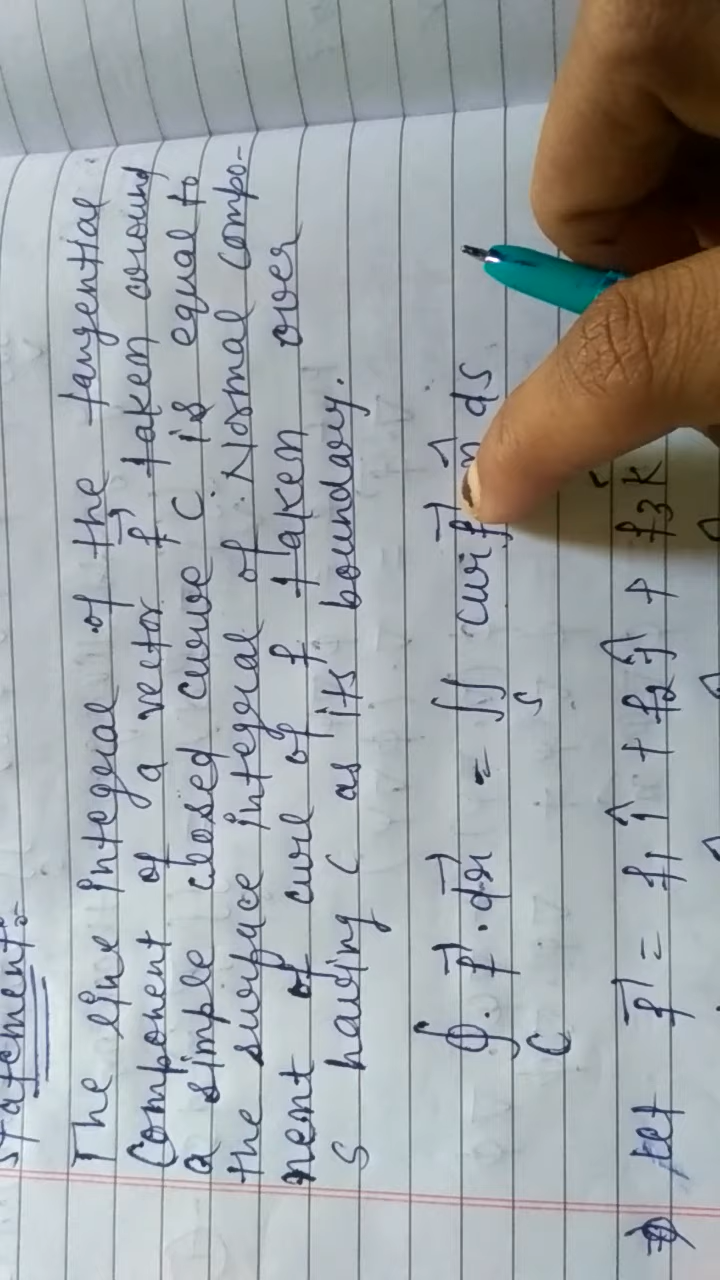 Statement:-
The line integral of the tangential
Component of a vector f⃗ taken around
a simple closed curve C is equal to
the surface integral of Normal compo-
nent of curl of f taken over
S having C as its boundary.
∮. f⃗ . dr⃗ = ∬ curl f⃗ n̂ ds
C S
let f⃗ = f₁ î + f₂ ĵ + f₃ k̂